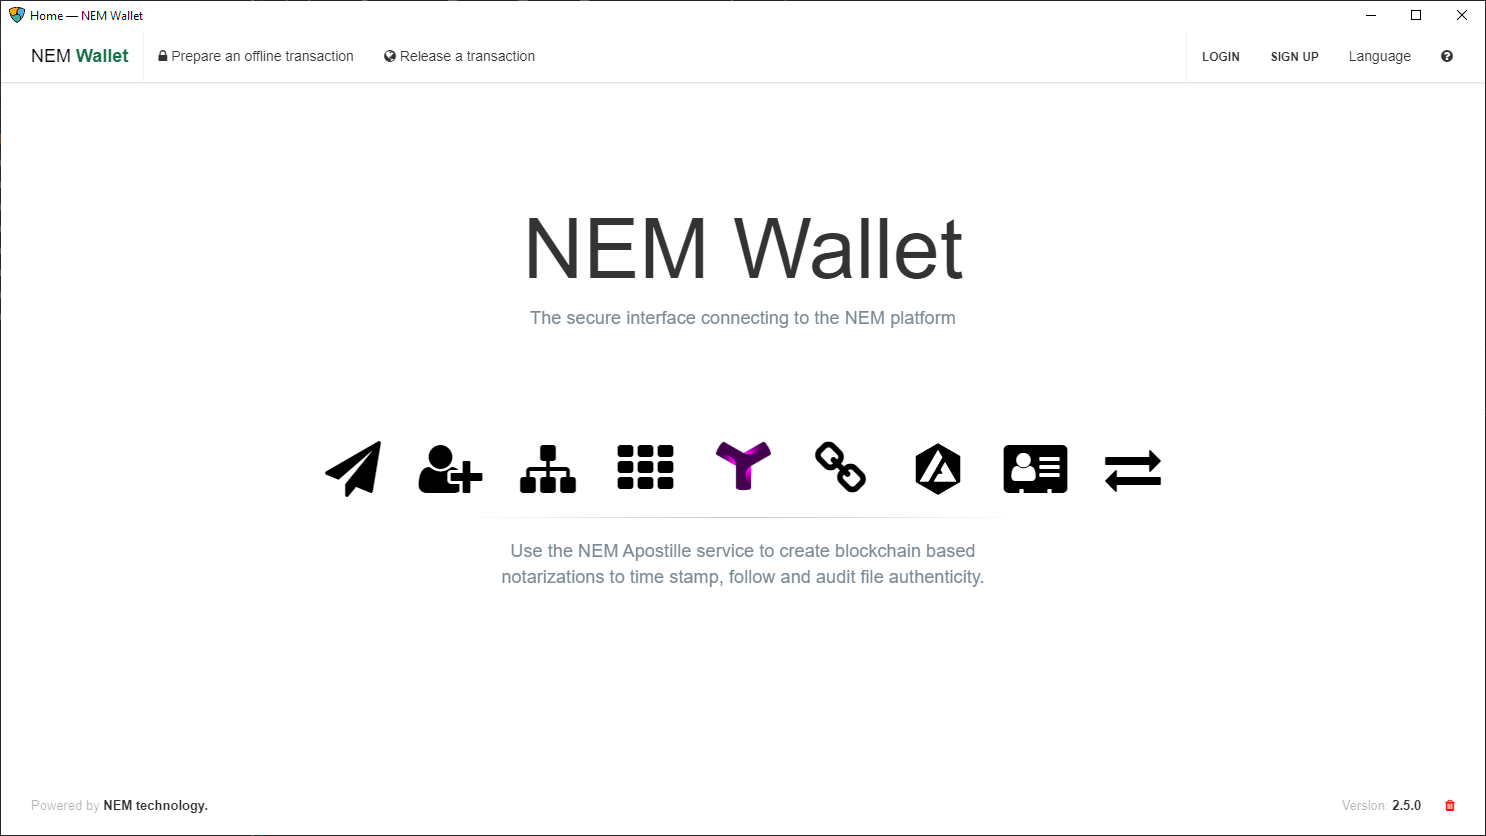 Home — NEM Wallet
NEM Wallet
Prepare an offline transaction
Release a transaction
LOGIN
SIGN UP
Language
NEM Wallet
The secure interface connecting to the NEM platform
Use the NEM Apostille service to create blockchain based
notarizations to time stamp, follow and audit file authenticity.
Powered by NEM technology.
Version: 2.5.0